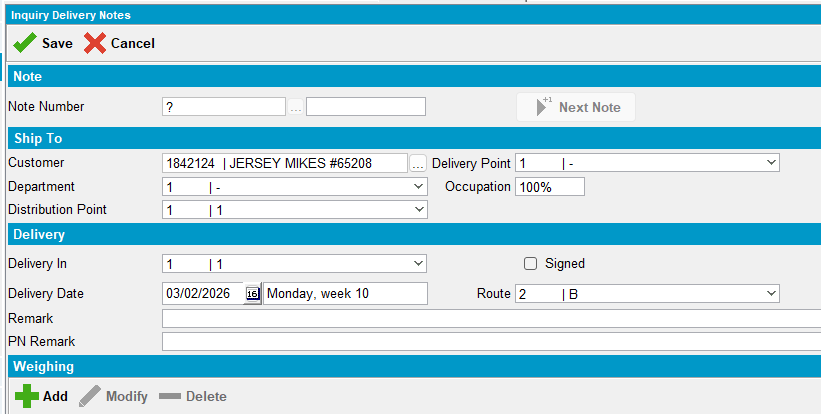 Inquiry Delivery Notes
Save Cancel
Note
Note Number ? ... +1 Next Note
Ship To
Customer 1842124 | JERSEY MIKES #65208 ... Delivery Point 1 | -
Department 1 | - Occupation 100%
Distribution Point 1 | 1
Delivery
Delivery In 1 | 1 Signed
Delivery Date 03/02/2026 16 Monday, week 10 Route 2 | B
Remark
PN Remark
Weighing
Add Modify Delete